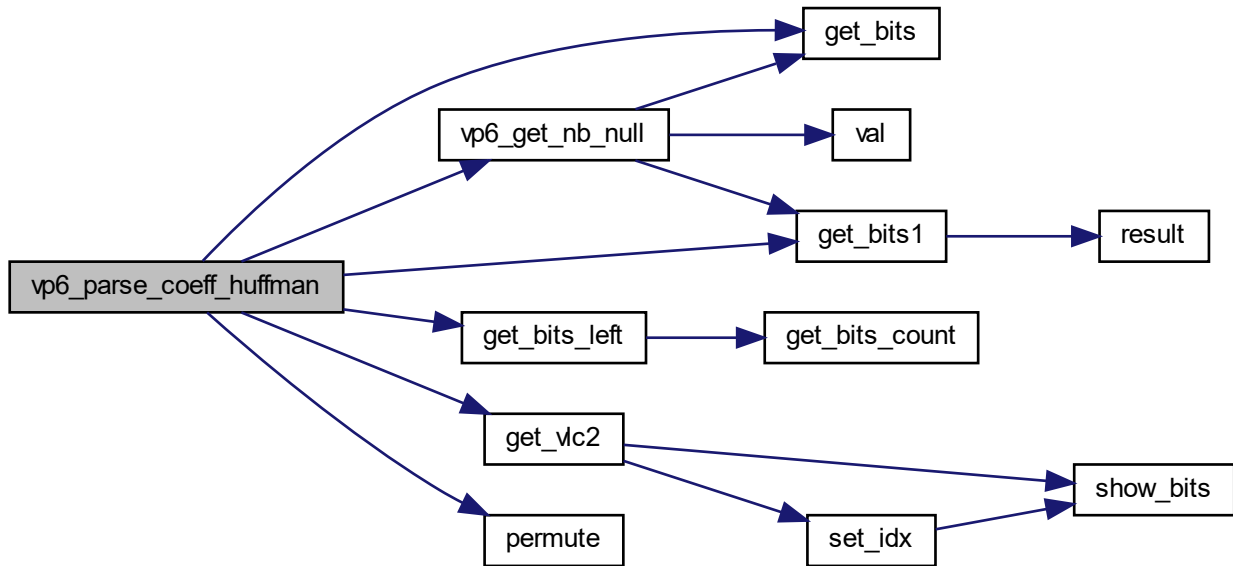 get_bits
vp6_get_nb_null
val
get_bits1
result
vp6_parse_coeff_huffman
get_bits_left
get_bits_count
get_vlc2
show_bits
permute
set_idx